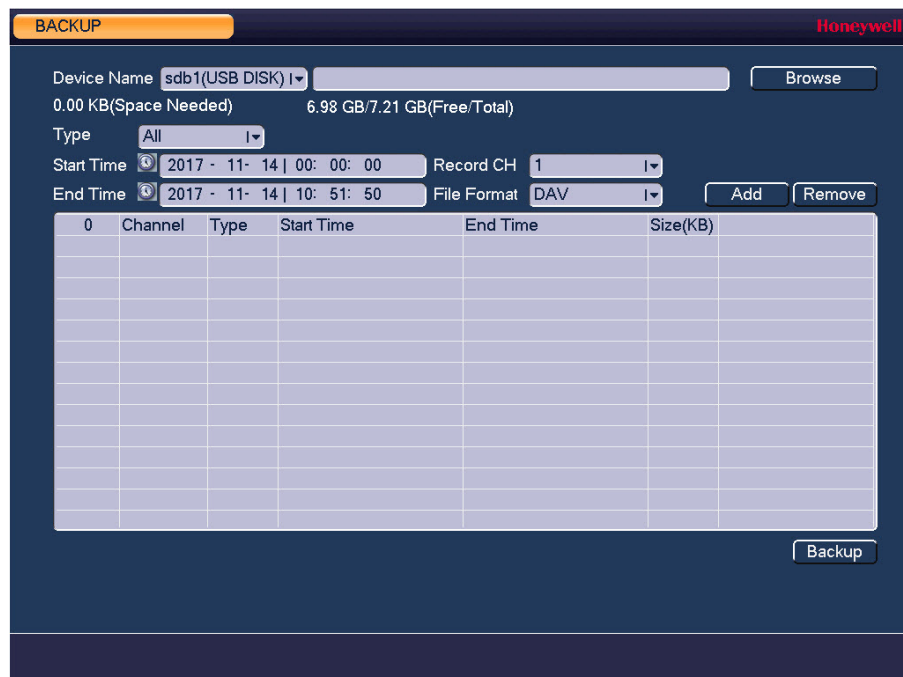 BACKUP Honeywell
Device Name sdb1(USB DISK) Browse
0.00 KB(Space Needed) 6.98 GB/7.21 GB(Free/Total)
Type All
Start Time 2017 - 11- 14 | 00: 00: 00 Record CH 1
End Time 2017 - 11- 14 | 10: 51: 50 File Format DAV Add Remove
0 Channel Type Start Time End Time Size(KB)
Backup